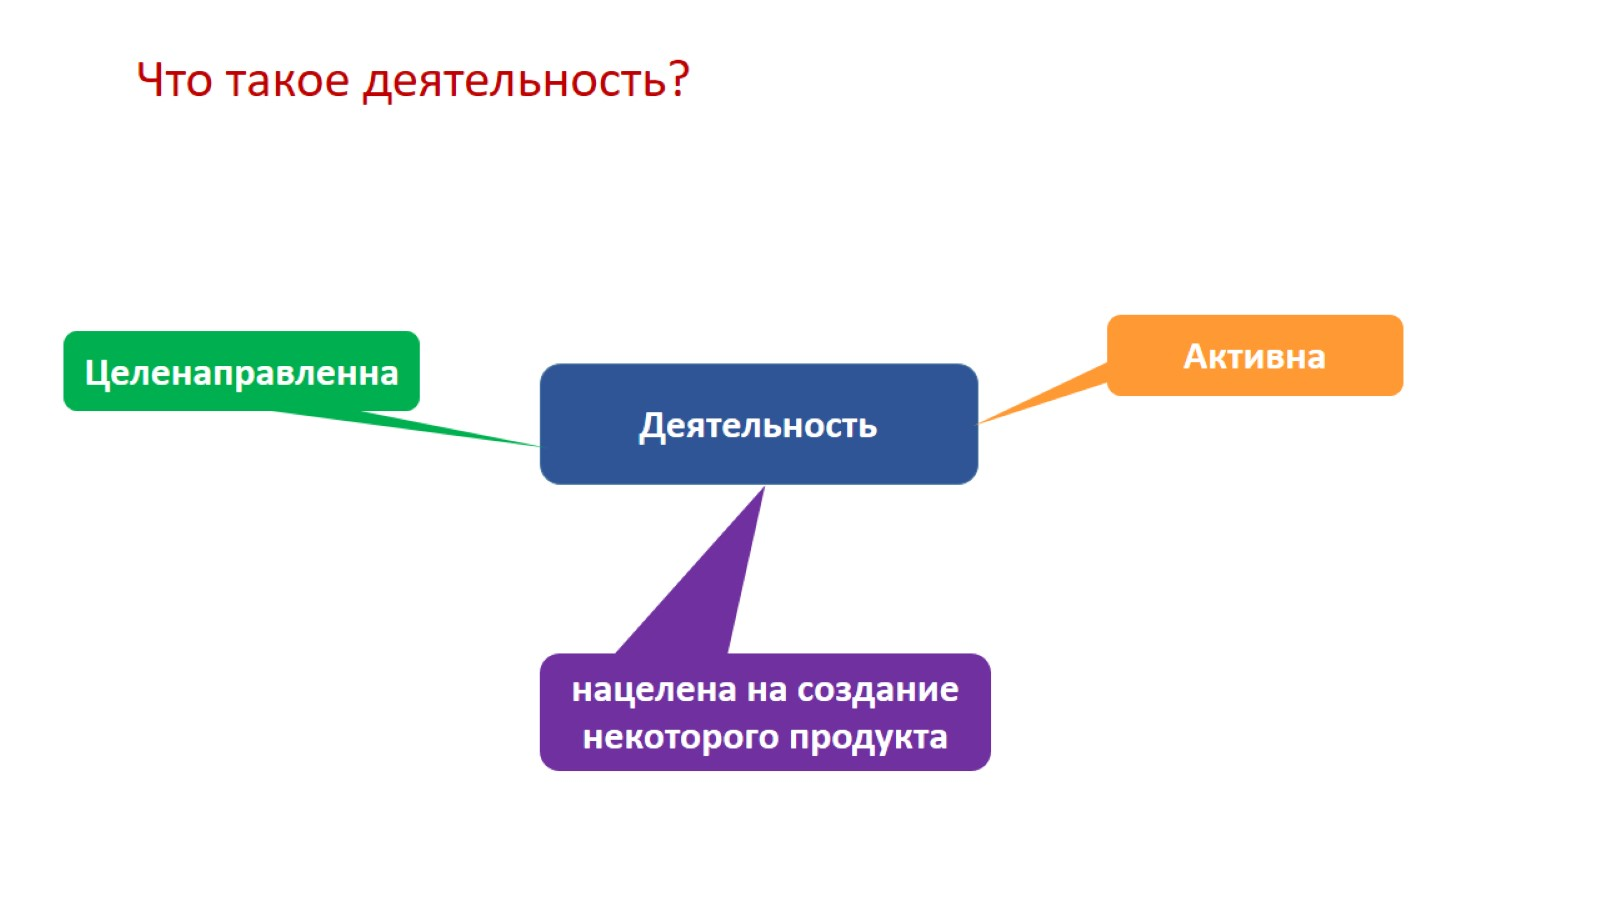 Что такое деятельность?
Целенаправленна
Активна
Деятельность
нацелена на создание
некоторого продукта